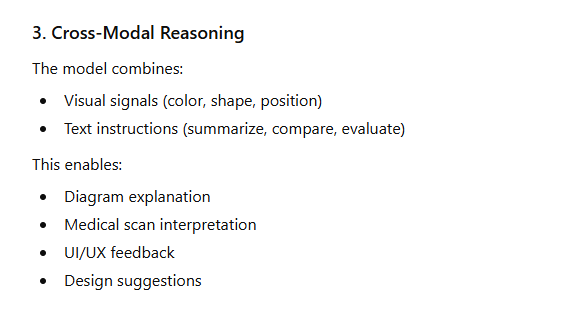 3. Cross-Modal Reasoning
The model combines:
• Visual signals (color, shape, position)
• Text instructions (summarize, compare, evaluate)
This enables:
• Diagram explanation
• Medical scan interpretation
• UI/UX feedback
• Design suggestions